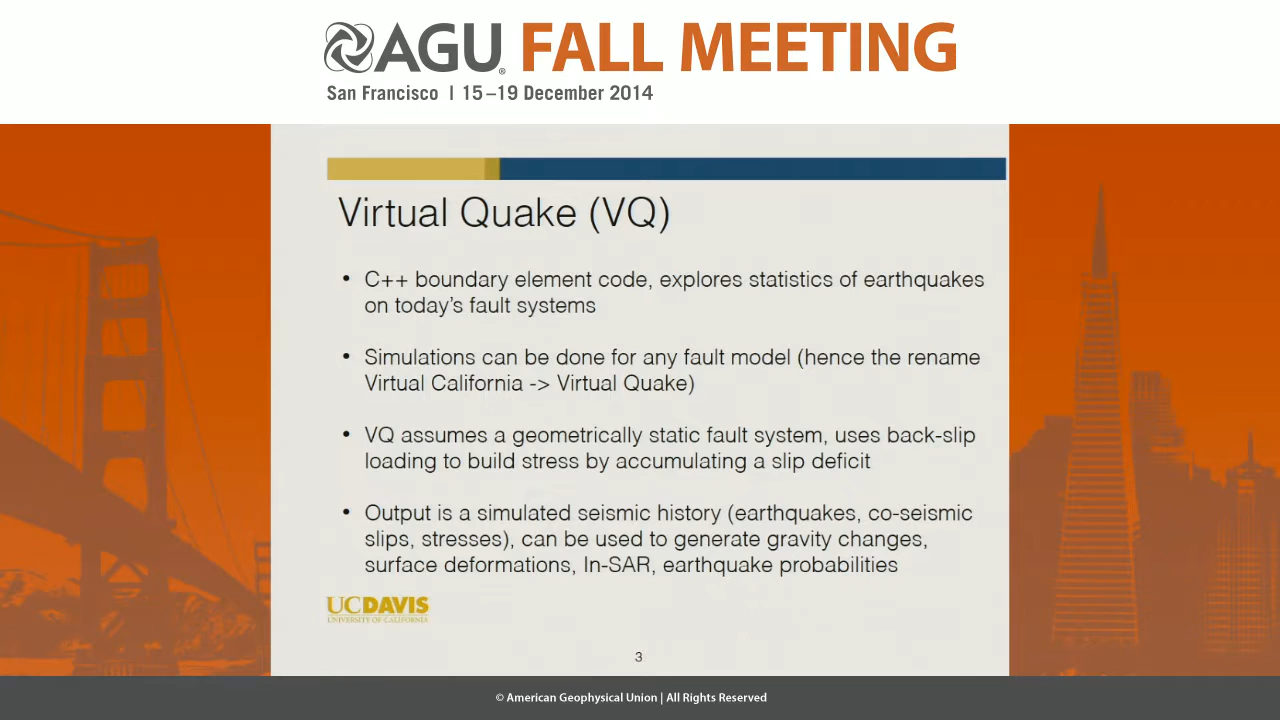 AGU® FALL MEETING
San Francisco | 15–19 December 2014
Virtual Quake (VQ)
• C++ boundary element code, explores statistics of earthquakes
on today's fault systems
• Simulations can be done for any fault model (hence the rename
Virtual California -> Virtual Quake)
• VQ assumes a geometrically static fault system, uses back-slip
loading to build stress by accumulating a slip deficit
• Output is a simulated seismic history (earthquakes, co-seismic
slips, stresses), can be used to generate gravity changes,
surface deformations, In-SAR, earthquake probabilities
UCDAVIS
UNIVERSITY OF CALIFORNIA
3
© American Geophysical Union | All Rights Reserved